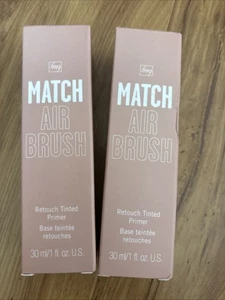 MATCH
AIR
BRUSH
Retouch Tinted
Primer
Base teintée
retouches
30 ml/1 fl. oz. U.S.
MATCH
AIR
BRUSH
Retouch Tinted
Primer
Base teintée
retouches
30 ml/1 fl. oz. U.S.